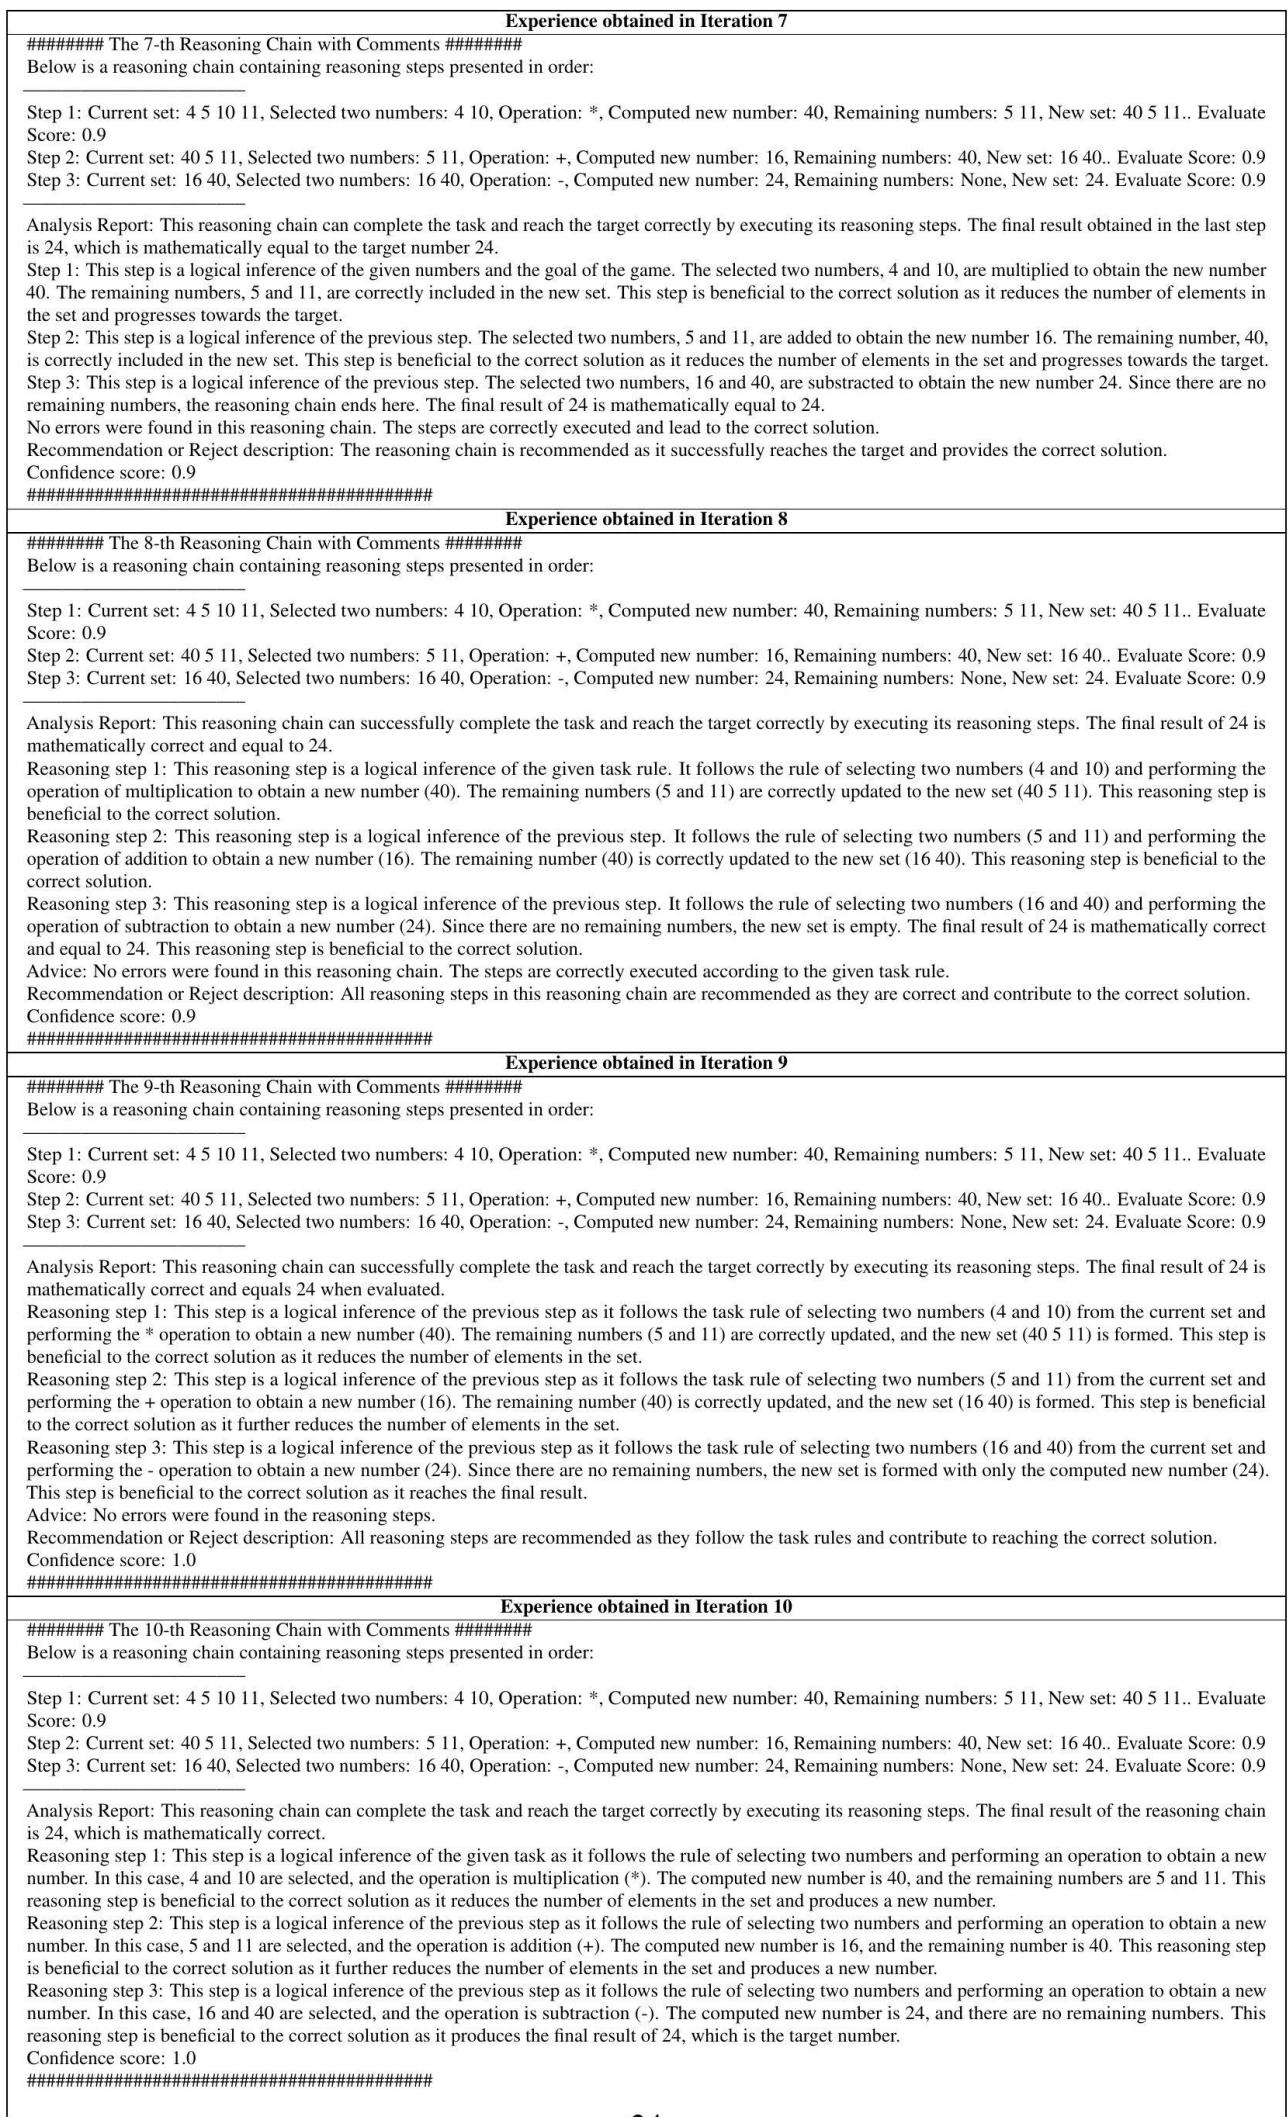 Experience obtained in Iteration 7
######## The 7-th Reasoning Chain with Comments ########
Below is a reasoning chain containing reasoning steps presented in order:
Step 1: Current set: 4 5 10 11, Selected two numbers: 4 10, Operation: *, Computed new number: 40, Remaining numbers: 5 11, New set: 40 5 11.. Evaluate
Score: 0.9
Step 2: Current set: 40 5 11, Selected two numbers: 5 11, Operation: +, Computed new number: 16, Remaining numbers: 40, New set: 16 40.. Evaluate Score: 0.9
Step 3: Current set: 16 40, Selected two numbers: 16 40, Operation: -, Computed new number: 24, Remaining numbers: None, New set: 24. Evaluate Score: 0.9
Analysis Report: This reasoning chain can complete the task and reach the target correctly by executing its reasoning steps. The final result obtained in the last step
is 24, which is mathematically equal to the target number 24.
Step 1: This step is a logical inference of the given numbers and the goal of the game. The selected two numbers, 4 and 10, are multiplied to obtain the new number
40. The remaining numbers, 5 and 11, are correctly included in the new set. This step is beneficial to the correct solution as it reduces the number of elements in
the set and progresses towards the target.
Step 2: This step is a logical inference of the previous step. The selected two numbers, 5 and 11, are added to obtain the new number 16. The remaining number, 40,
is correctly included in the new set. This step is beneficial to the correct solution as it reduces the number of elements in the set and progresses towards the target.
Step 3: This step is a logical inference of the previous step. The selected two numbers, 16 and 40, are substracted to obtain the new number 24. Since there are no
remaining numbers, the reasoning chain ends here. The final result of 24 is mathematically equal to 24.
No errors were found in this reasoning chain. The steps are correctly executed and lead to the correct solution.
Recommendation or Reject description: The reasoning chain is recommended as it successfully reaches the target and provides the correct solution.
Confidence score: 0.9
##########################################
Experience obtained in Iteration 8
######## The 8-th Reasoning Chain with Comments ########
Below is a reasoning chain containing reasoning steps presented in order:
Step 1: Current set: 4 5 10 11, Selected two numbers: 4 10, Operation: *, Computed new number: 40, Remaining numbers: 5 11, New set: 40 5 11.. Evaluate
Score: 0.9
Step 2: Current set: 40 5 11, Selected two numbers: 5 11, Operation: +, Computed new number: 16, Remaining numbers: 40, New set: 16 40.. Evaluate Score: 0.9
Step 3: Current set: 16 40, Selected two numbers: 16 40, Operation: -, Computed new number: 24, Remaining numbers: None, New set: 24. Evaluate Score: 0.9
Analysis Report: This reasoning chain can successfully complete the task and reach the target correctly by executing its reasoning steps. The final result of 24 is
mathematically correct and equal to 24.
Reasoning step 1: This reasoning step is a logical inference of the given task rule. It follows the rule of selecting two numbers (4 and 10) and performing the
operation of multiplication to obtain a new number (40). The remaining numbers (5 and 11) are correctly updated to the new set (40 5 11). This reasoning step is
beneficial to the correct solution.
Reasoning step 2: This reasoning step is a logical inference of the previous step. It follows the rule of selecting two numbers (5 and 11) and performing the
operation of addition to obtain a new number (16). The remaining number (40) is correctly updated to the new set (16 40). This reasoning step is beneficial to the
correct solution.
Reasoning step 3: This reasoning step is a logical inference of the previous step. It follows the rule of selecting two numbers (16 and 40) and performing the
operation of subtraction to obtain a new number (24). Since there are no remaining numbers, the new set is empty. The final result of 24 is mathematically correct
and equal to 24. This reasoning step is beneficial to the correct solution.
Advice: No errors were found in this reasoning chain. The steps are correctly executed according to the given task rule.
Recommendation or Reject description: All reasoning steps in this reasoning chain are recommended as they are correct and contribute to the correct solution.
Confidence score: 0.9
##########################################
Experience obtained in Iteration 9
######## The 9-th Reasoning Chain with Comments ########
Below is a reasoning chain containing reasoning steps presented in order:
Step 1: Current set: 4 5 10 11, Selected two numbers: 4 10, Operation: *, Computed new number: 40, Remaining numbers: 5 11, New set: 40 5 11.. Evaluate
Score: 0.9
Step 2: Current set: 40 5 11, Selected two numbers: 5 11, Operation: +, Computed new number: 16, Remaining numbers: 40, New set: 16 40.. Evaluate Score: 0.9
Step 3: Current set: 16 40, Selected two numbers: 16 40, Operation: -, Computed new number: 24, Remaining numbers: None, New set: 24. Evaluate Score: 0.9
Analysis Report: This reasoning chain can successfully complete the task and reach the target correctly by executing its reasoning steps. The final result of 24 is
mathematically correct and equals 24 when evaluated.
Reasoning step 1: This step is a logical inference of the previous step as it follows the task rule of selecting two numbers (4 and 10) from the current set and
performing the * operation to obtain a new number (40). The remaining numbers (5 and 11) are correctly updated, and the new set (40 5 11) is formed. This step is
beneficial to the correct solution as it reduces the number of elements in the set.
Reasoning step 2: This step is a logical inference of the previous step as it follows the task rule of selecting two numbers (5 and 11) from the current set and
performing the + operation to obtain a new number (16). The remaining number (40) is correctly updated, and the new set (16 40) is formed. This step is beneficial
to the correct solution as it further reduces the number of elements in the set.
Reasoning step 3: This step is a logical inference of the previous step as it follows the task rule of selecting two numbers (16 and 40) from the current set and
performing the - operation to obtain a new number (24). Since there are no remaining numbers, the new set is formed with only the computed new number (24).
This step is beneficial to the correct solution as it reaches the final result.
Advice: No errors were found in the reasoning steps.
Recommendation or Reject description: All reasoning steps are recommended as they follow the task rules and contribute to reaching the correct solution.
Confidence score: 1.0
##########################################
Experience obtained in Iteration 10
######## The 10-th Reasoning Chain with Comments ########
Below is a reasoning chain containing reasoning steps presented in order:
Step 1: Current set: 4 5 10 11, Selected two numbers: 4 10, Operation: *, Computed new number: 40, Remaining numbers: 5 11, New set: 40 5 11.. Evaluate
Score: 0.9
Step 2: Current set: 40 5 11, Selected two numbers: 5 11, Operation: +, Computed new number: 16, Remaining numbers: 40, New set: 16 40.. Evaluate Score: 0.9
Step 3: Current set: 16 40, Selected two numbers: 16 40, Operation: -, Computed new number: 24, Remaining numbers: None, New set: 24. Evaluate Score: 0.9
Analysis Report: This reasoning chain can complete the task and reach the target correctly by executing its reasoning steps. The final result of the reasoning chain
is 24, which is mathematically correct.
Reasoning step 1: This step is a logical inference of the given task as it follows the rule of selecting two numbers and performing an operation to obtain a new
number. In this case, 4 and 10 are selected, and the operation is multiplication (*). The computed new number is 40, and the remaining numbers are 5 and 11. This
reasoning step is beneficial to the correct solution as it reduces the number of elements in the set and produces a new number.
Reasoning step 2: This step is a logical inference of the previous step as it follows the rule of selecting two numbers and performing an operation to obtain a new
number. In this case, 5 and 11 are selected, and the operation is addition (+). The computed new number is 16, and the remaining number is 40. This reasoning step
is beneficial to the correct solution as it further reduces the number of elements in the set and produces a new number.
Reasoning step 3: This step is a logical inference of the previous step as it follows the rule of selecting two numbers and performing an operation to obtain a new
number. In this case, 16 and 40 are selected, and the operation is subtraction (-). The computed new number is 24, and there are no remaining numbers. This
reasoning step is beneficial to the correct solution as it produces the final result of 24, which is the target number.
Confidence score: 1.0
##########################################